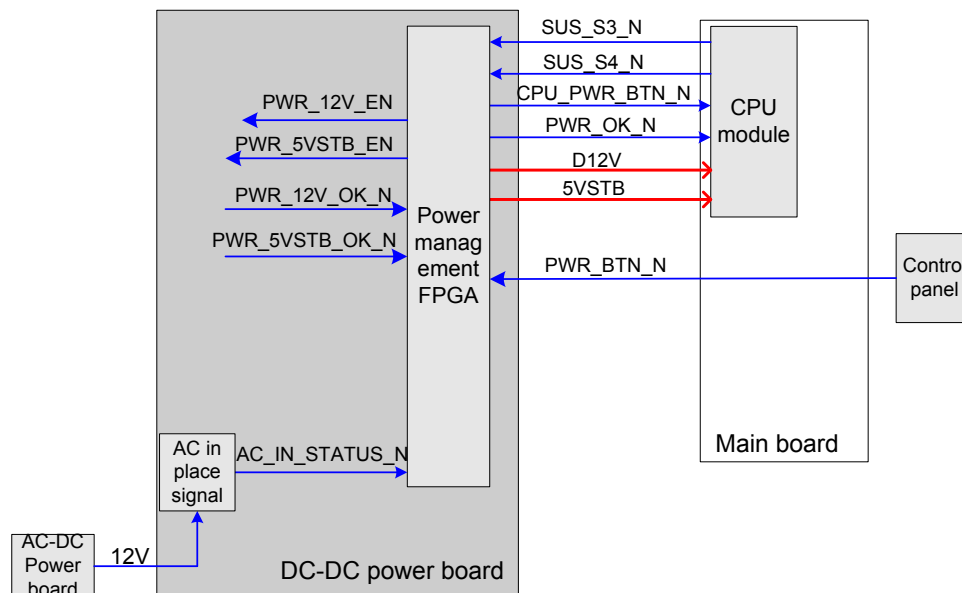 SUS_S3_N
SUS_S4_N
CPU_PWR_BTN_N
PWR_OK_N
D12V
5VSTB
CPU
module
PWR_12V_EN
PWR_5VSTB_EN
PWR_12V_OK_N
PWR_5VSTB_OK_N
Power
manag
ement
FPGA
PWR_BTN_N
Contro
panel
Main board
AC in
place
signal
AC_IN_STATUS_N
AC-DC
Power
board
12V
DC-DC power board